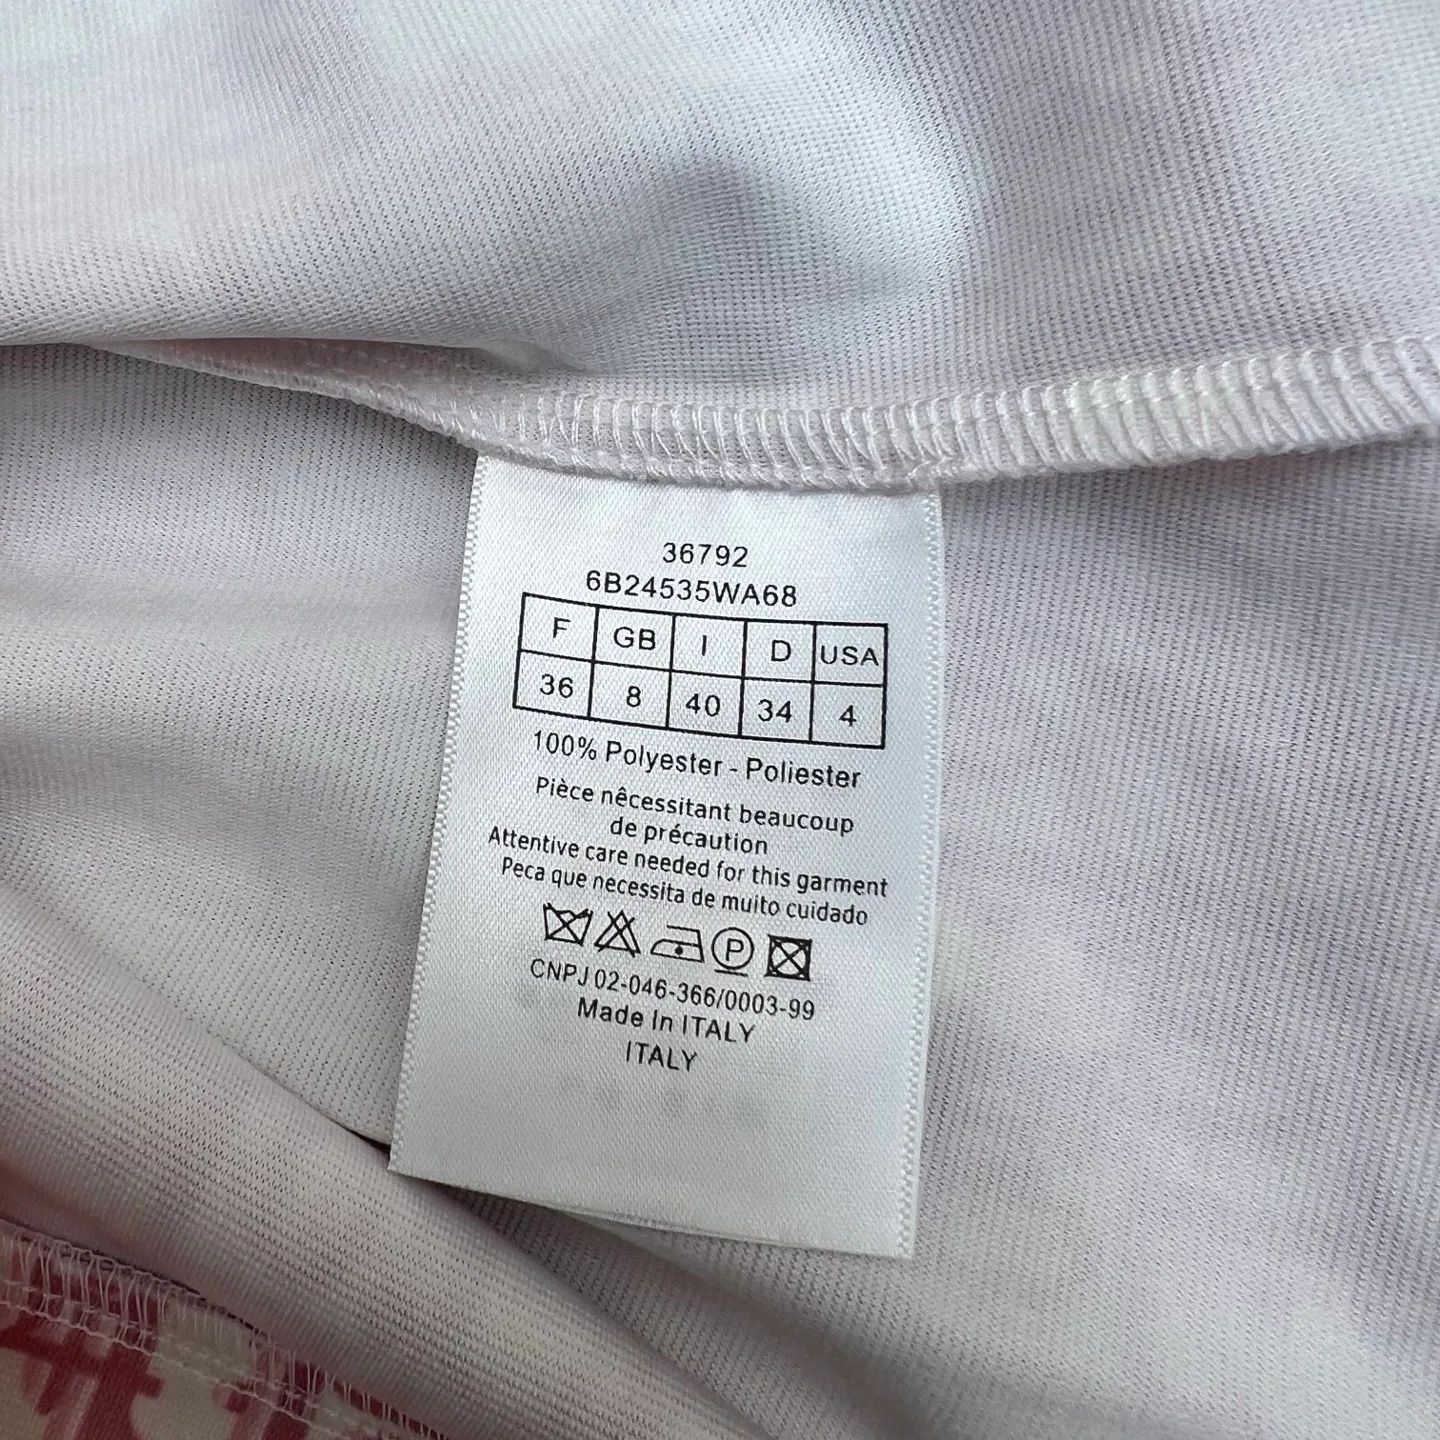 36792
6B24535WA68
F GB I D USA
36 8 40 34 4
100% Polyester - Poliester
Pièce nêcessitant beaucoup
de précaution
Attentive care needed for this garment
Peca que necessita de muito cuidado
P
CNPJ 02-046-366/0003-99
Made In ITALY
ITALY